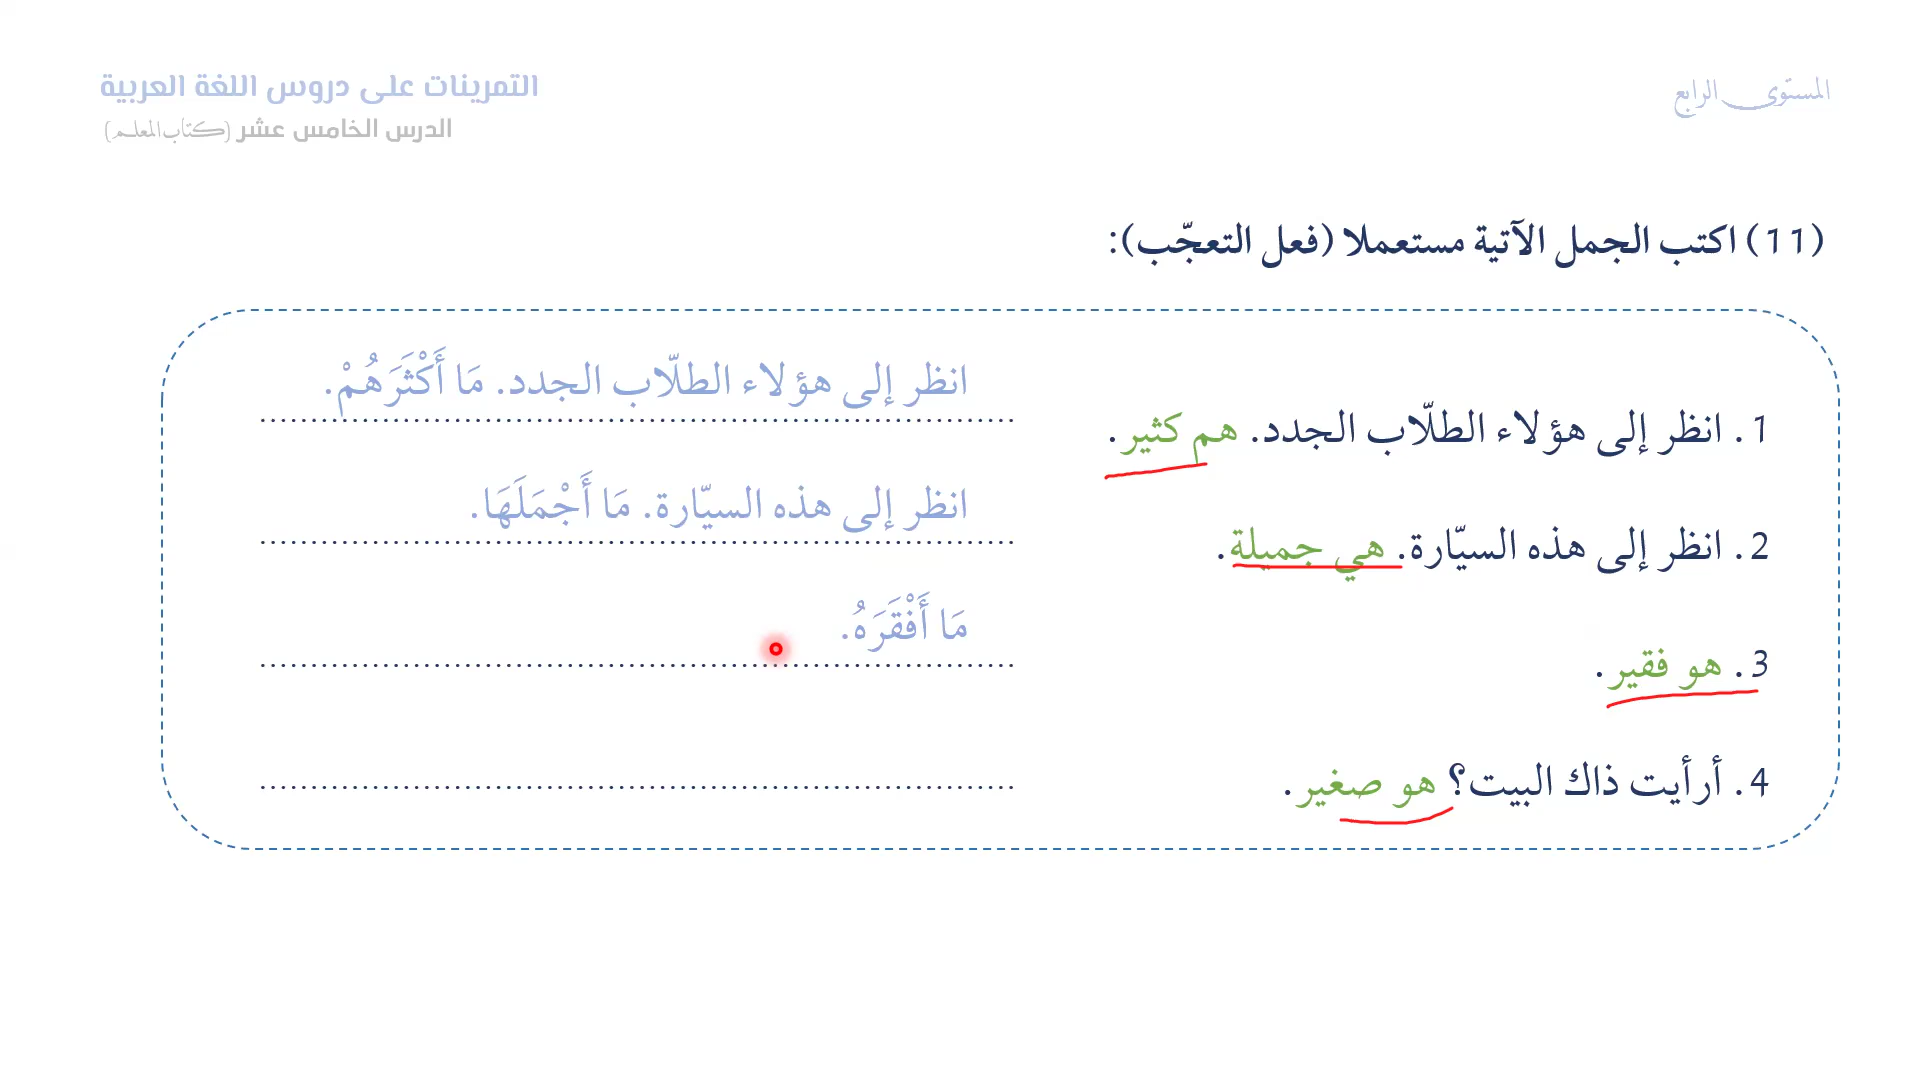 المستوى الرابع
التمرينات على دروس اللغة العربية
الدرس الخامس عشر (كتاب المعلم)
(11) اكتب الجمل الآتية مستعملا (فعل التعجّب):
1. انظر إلى هؤلاء الطلّاب الجدد. هم كثير.
انظر إلى هؤلاء الطلّاب الجدد. مَا أَكْثَرَهُمْ.
2. انظر إلى هذه السيّارة. هي جميلة.
انظر إلى هذه السيّارة. مَا أَجْمَلَهَا.
3. هو فقير.
مَا أَفْقَرَهُ.
4. أرأيت ذاك البيت؟ هو صغير.